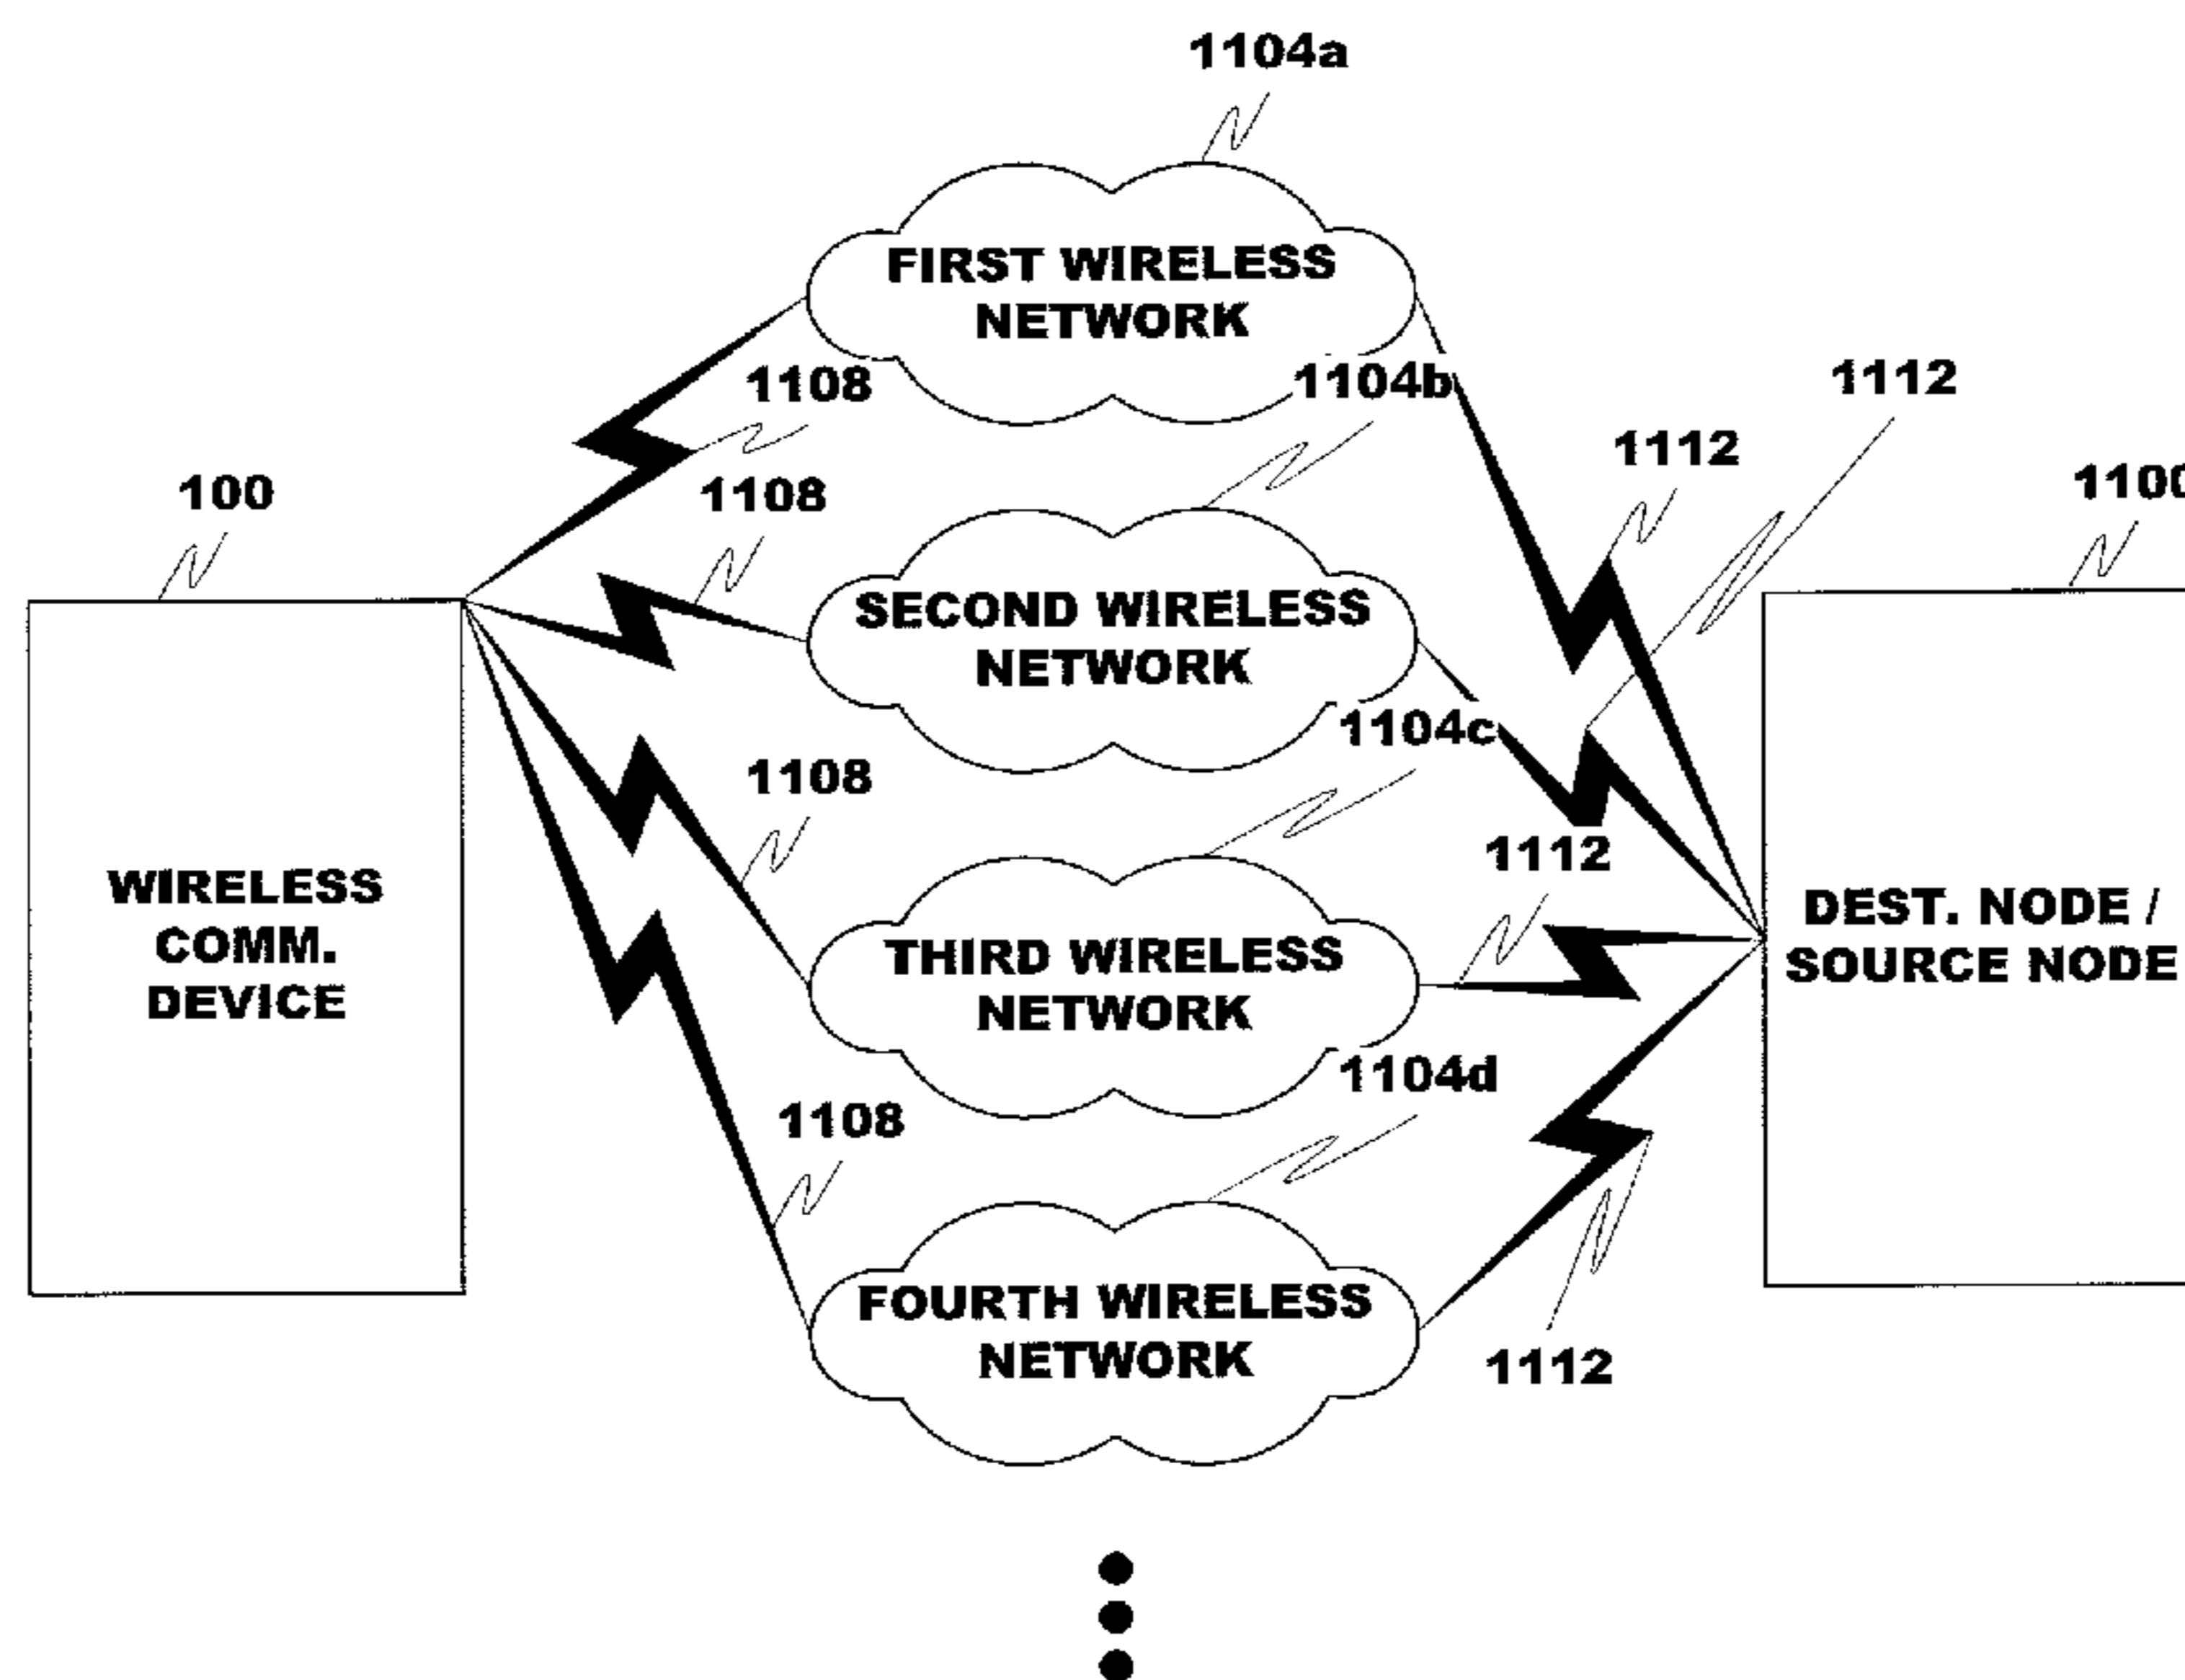 1104a
FIRST WIRELESS
NETWORK
1108
1104b
1112
1112
100
1108
1100
SECOND WIRELESS
NETWORK
1104c
1108
1112
WIRELESS
COMM.
DEVICE
DEST. NODE /
SOURCE NODE
THIRD WIRELESS
NETWORK
1104d
1108
FOURTH WIRELESS
NETWORK
1112